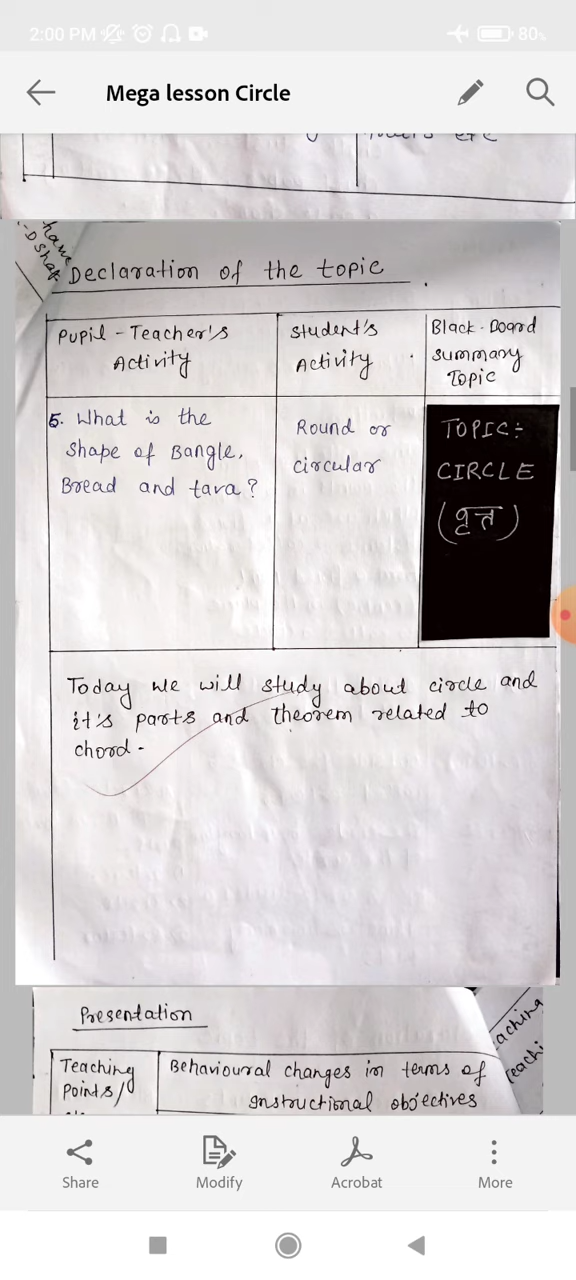 2:00 PM
80%
Mega lesson Circle
Declaration of the topic
Pupil-Teacher's
Activity
Student's
Activity
Black-Board
Summary
Topic
5. What is the
shape of Bangle,
Bread and tava?
Round or
circular
TOPIC:-
CIRCLE
(वृत्त)
Today we will study about circle and
it's parts and theorem related to
chord-
Presentation
Teaching
Points/
Behavioural changes in terms of
Instructional objectives
Share
Modify
Acrobat
More